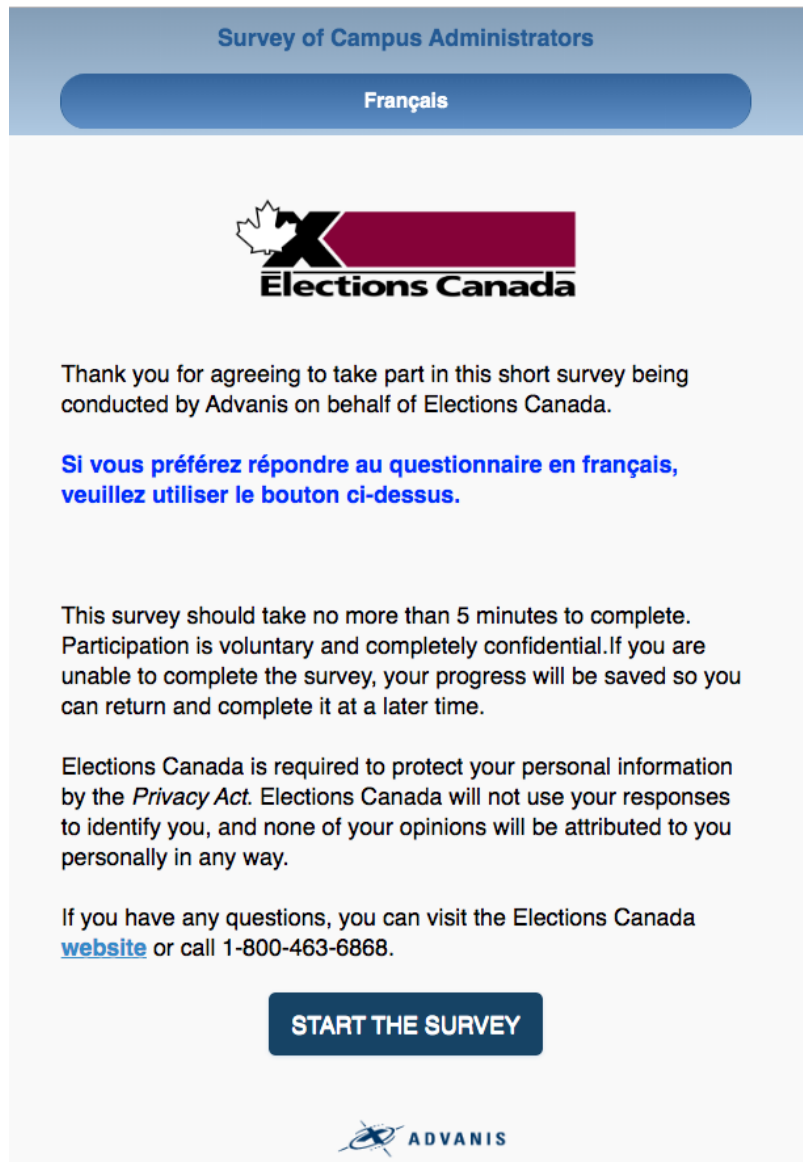 Survey of Campus Administrators
Français
Elections Canada
Thank you for agreeing to take part in this short survey being
conducted by Advanis on behalf of Elections Canada.
Si vous préférez répondre au questionnaire en français,
veuillez utiliser le bouton ci-dessus.
This survey should take no more than 5 minutes to complete.
Participation is voluntary and completely confidential.If you are
unable to complete the survey, your progress will be saved so you
can return and complete it at a later time.
Elections Canada is required to protect your personal information
by the Privacy Act. Elections Canada will not use your responses
to identify you, and none of your opinions will be attributed to you
personally in any way.
If you have any questions, you can visit the Elections Canada
website or call 1-800-463-6868.
START THE SURVEY
ADVANIS